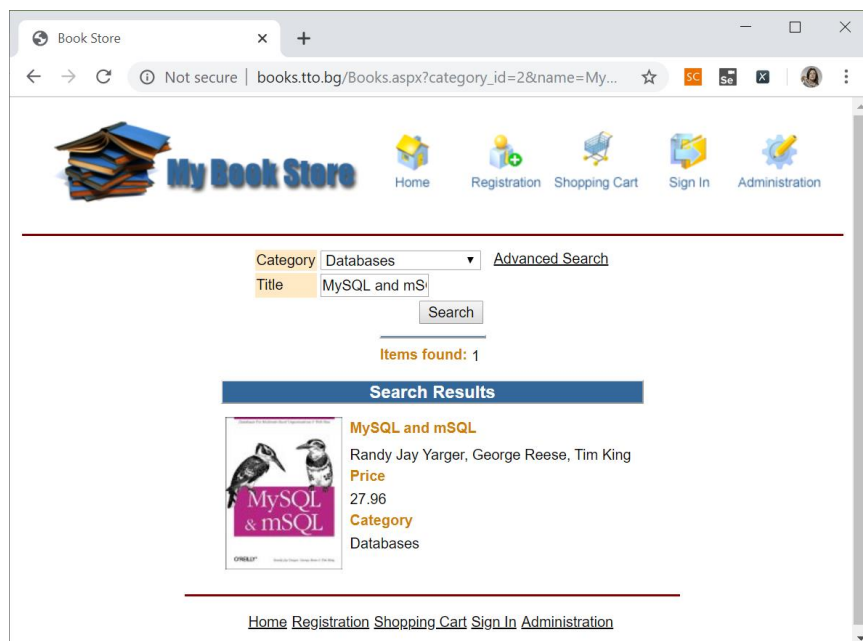 Book Store
Not secure | books.tto.bg/Books.aspx?category_id=2&name=My...
SC
Se
X
My Book Store
Home Registration Shopping Cart Sign In Administration
Category Databases Advanced Search
Title MySQL and mS
Search
Items found: 1
Search Results
MySQL and mSQL
Randy Jay Yarger, George Reese, Tim King
Price
27.96
Category
Databases
MySQL
& mSQL
O'REILLY
Home Registration Shopping Cart Sign In Administration